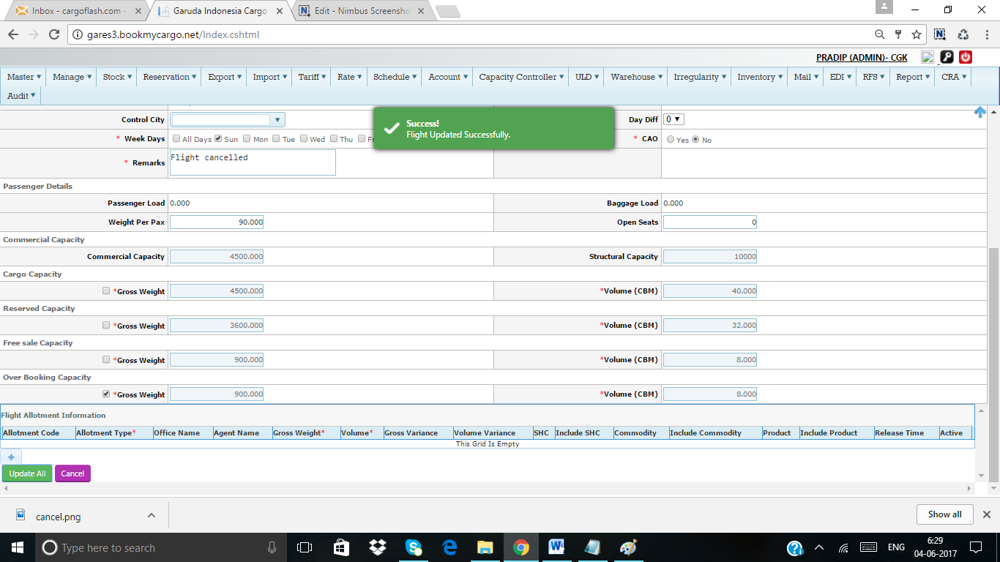 Inbox - cargoflash.com -
Garuda Indonesia Cargo
Edit - Nimbus Screensho
gares3.bookmycargo.net/Index.cshtml
PRADIP (ADMIN)- CGK
Master Manage Stock Reservation Export Import Tariff Rate Schedule Account Capacity Controller ULD Warehouse Irregularity Inventory Mail EDI RFS Report CRA
Audit
Control City
Day Diff 0
Success!
Flight Updated Successfully.
* Week Days All Days Sun Mon Tue Wed Thu
* CAO Yes No
* Remarks Flight cancelled
Passenger Details
Passenger Load 0.000 Baggage Load 0.000
Weight Per Pax 90.000 Open Seats 0
Commercial Capacity
Commercial Capacity 4500.000 Structural Capacity 10000
Cargo Capacity
*Gross Weight 4500.000 *Volume (CBM) 40.000
Reserved Capacity
*Gross Weight 3600.000 *Volume (CBM) 32.000
Free sale Capacity
*Gross Weight 900.000 *Volume (CBM) 8.000
Over Booking Capacity
*Gross Weight 900.000 *Volume (CBM) 8.000
Flight Allotment Information
Allotment Code Allotment Type* Office Name Agent Name Gross Weight* Volume* Gross Variance Volume Variance SHC Include SHC Commodity Include Commodity Product Include Product Release Time Active
This Grid Is Empty
+
Update All Cancel
cancel.png
Show all
Type here to search
ENG
6:29
04-06-2017